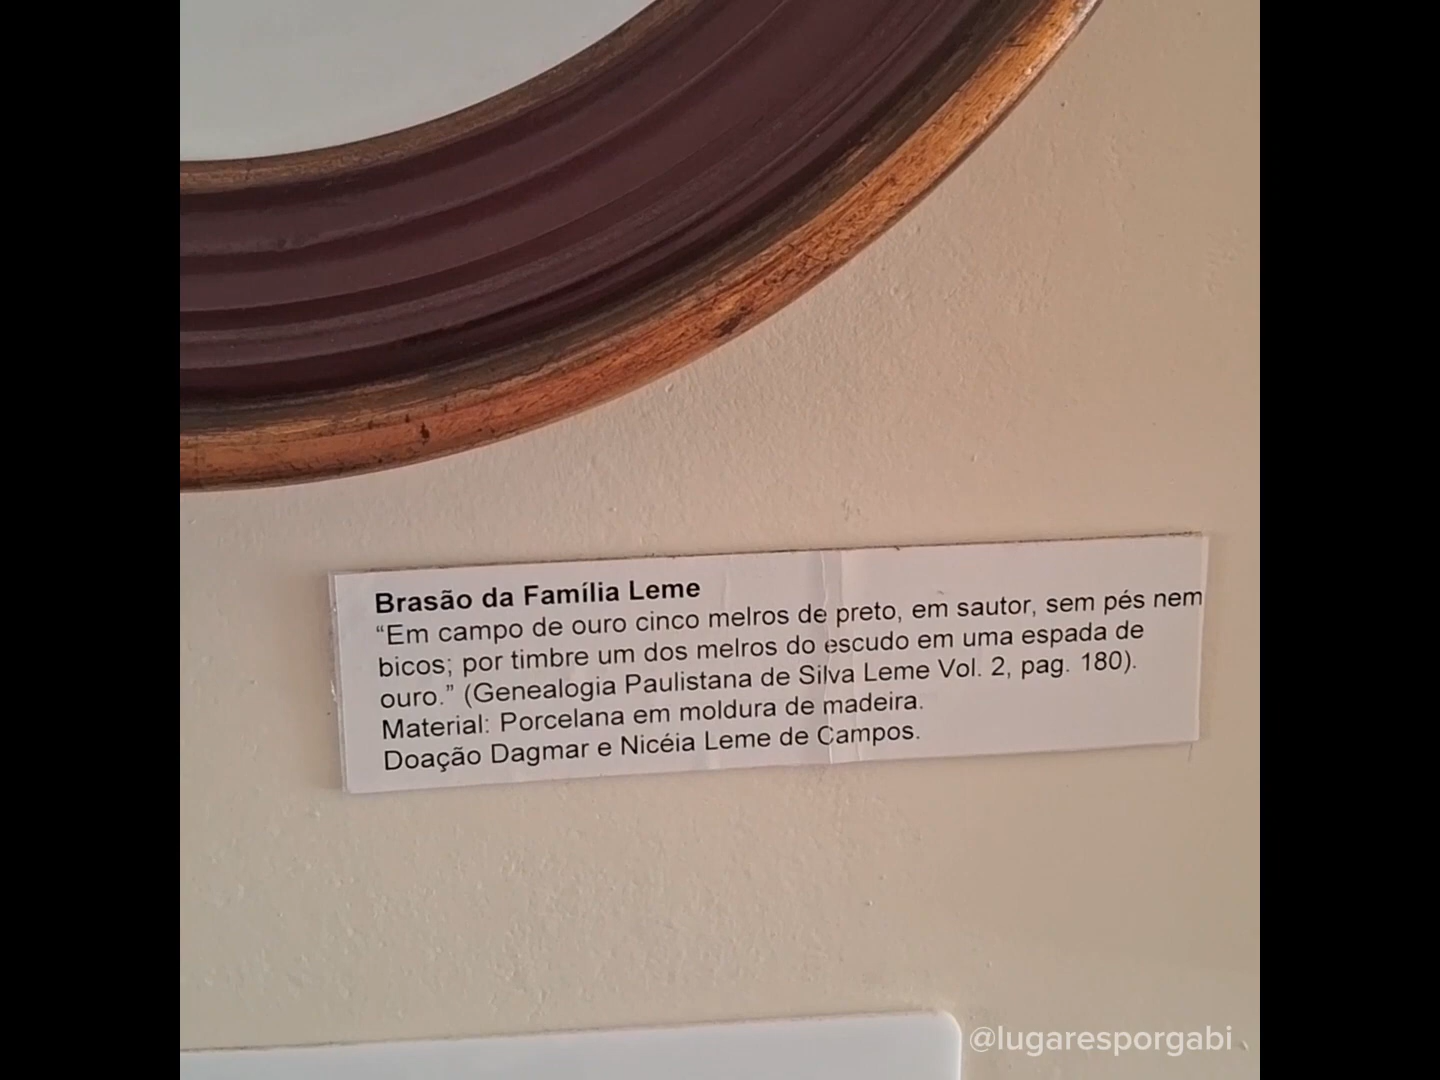 Brasão da Família Leme
“Em campo de ouro cinco melros de preto, em sautor, sem pés nem
bicos; por timbre um dos melros do escudo em uma espada de
ouro.” (Genealogia Paulistana de Silva Leme Vol. 2, pag. 180).
Material: Porcelana em moldura de madeira.
Doação Dagmar e Nicéia Leme de Campos.
@lugaresporgabi